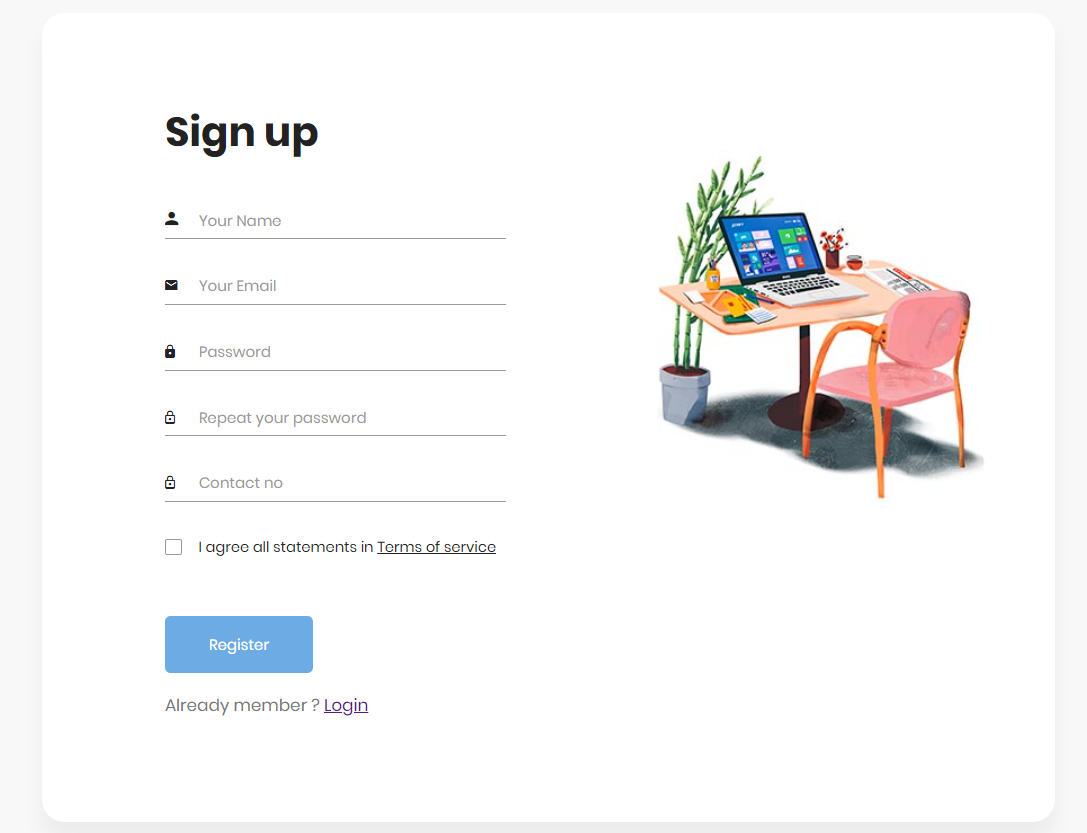 Sign up
Your Name
Your Email
Password
Repeat your password
Contact no
I agree all statements in Terms of service
Register
Already member ? Login